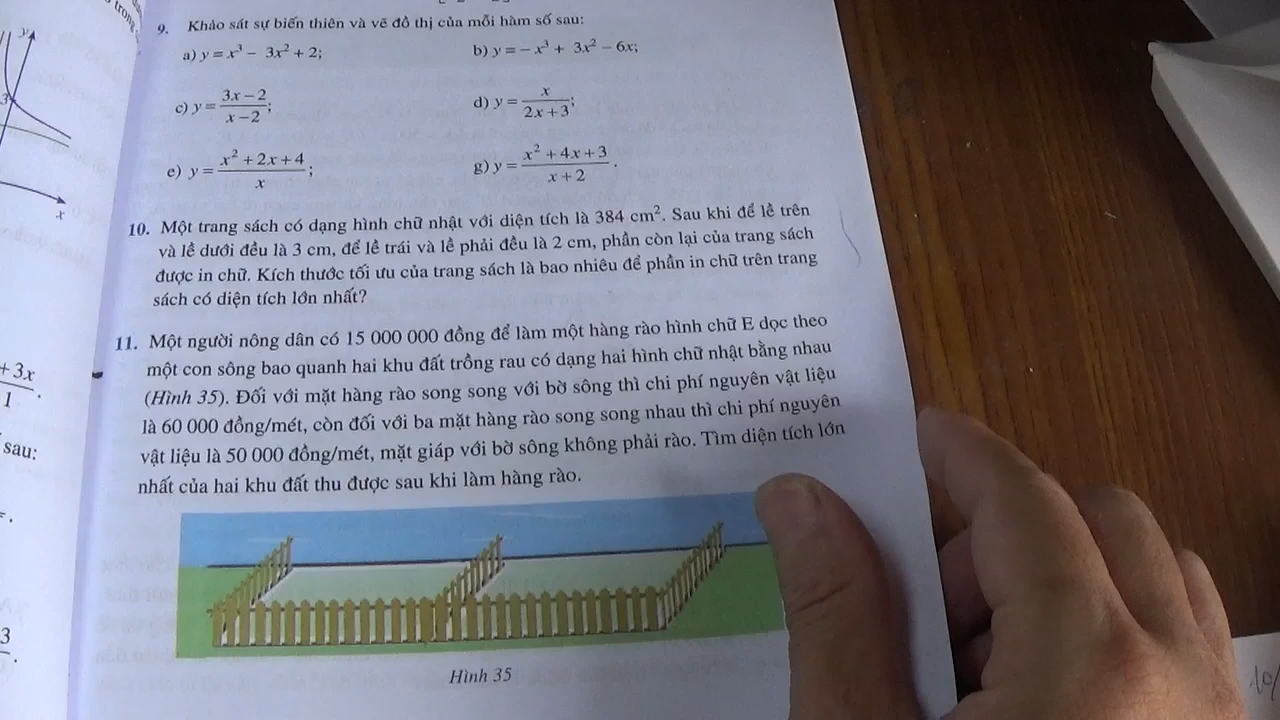 9. Khảo sát sự biến thiên và vẽ đồ thị của mỗi hàm số sau:
a) y = x³ − 3x² + 2;
b) y = − x³ + 3x² − 6x;
c) y = (3x − 2)/(x − 2);
d) y = x/(2x + 3);
e) y = (x² + 2x + 4)/x;
g) y = (x² + 4x + 3)/(x + 2).
10. Một trang sách có dạng hình chữ nhật với diện tích là 384 cm². Sau khi để lề trên
và lề dưới đều là 3 cm, để lề trái và lề phải đều là 2 cm, phần còn lại của trang sách
được in chữ. Kích thước tối ưu của trang sách là bao nhiêu để phần in chữ trên trang
sách có diện tích lớn nhất?
11. Một người nông dân có 15 000 000 đồng để làm một hàng rào hình chữ E dọc theo
một con sông bao quanh hai khu đất trồng rau có dạng hai hình chữ nhật bằng nhau
(Hình 35). Đối với mặt hàng rào song song với bờ sông thì chi phí nguyên vật liệu
là 60 000 đồng/mét, còn đối với ba mặt hàng rào song song nhau thì chi phí nguyên
vật liệu là 50 000 đồng/mét, mặt giáp với bờ sông không phải rào. Tìm diện tích lớn
nhất của hai khu đất thu được sau khi làm hàng rào.
Hình 35
trong
y
3
x
+ 3x
1 .
sau:
3